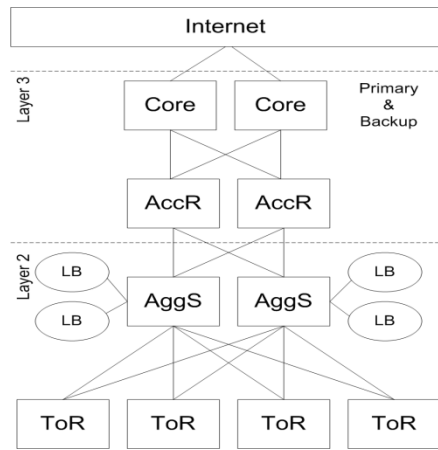 Internet
Layer 3
Core
Core
Primary
&
Backup
AccR
AccR
Layer 2
LB
LB
AggS
AggS
LB
LB
ToR
ToR
ToR
ToR